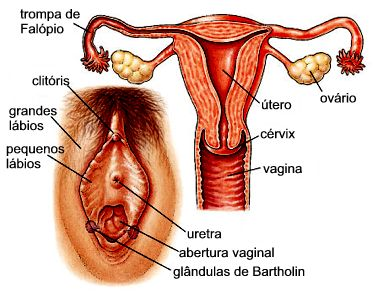 trompa de
Falópio
clitóris
grandes
lábios
pequenos
lábios
útero
ovário
cérvix
vagina
uretra
abertura vaginal
glândulas de Bartholin